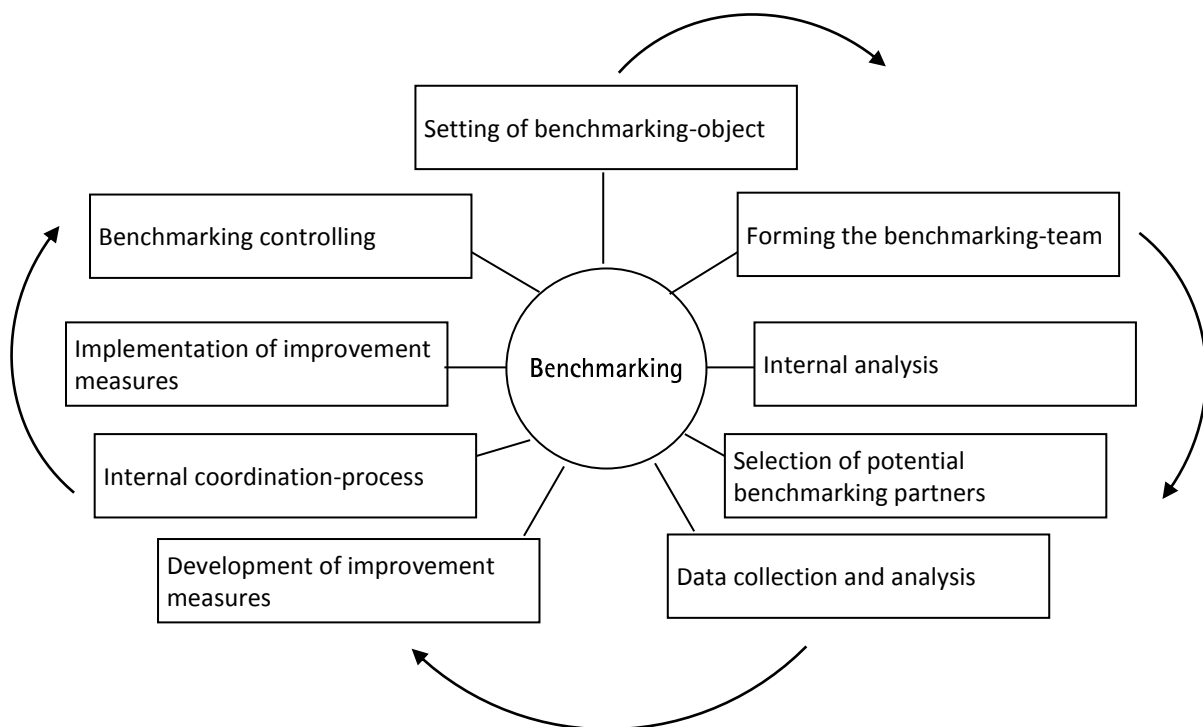 Setting of benchmarking-object
Benchmarking controlling
Forming the benchmarking-team
Implementation of improvement
measures
Benchmarking
Internal analysis
Internal coordination-process
Selection of potential
benchmarking partners
Development of improvement
measures
Data collection and analysis